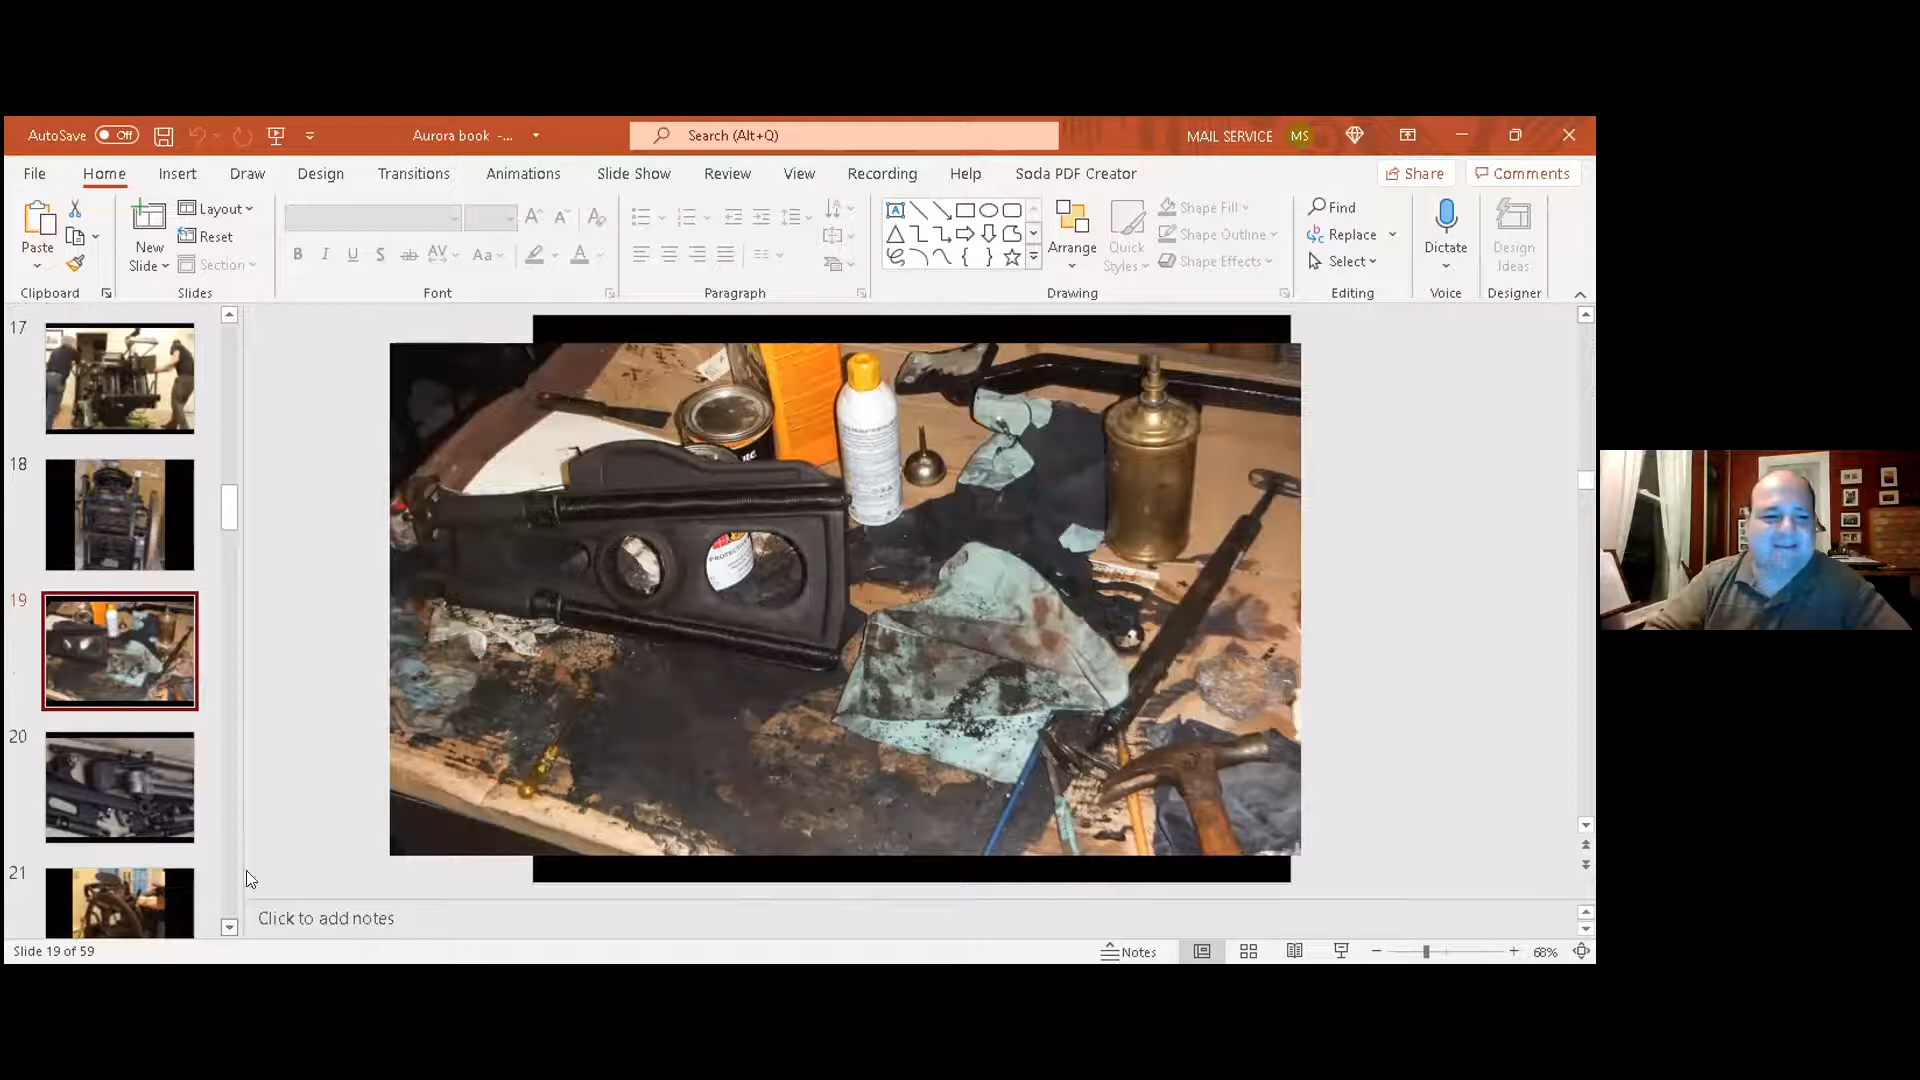 AutoSave Off Aurora book -... Search (Alt+Q) MAIL SERVICE MS
File Home Insert Draw Design Transitions Animations Slide Show Review View Recording Help Soda PDF Creator Share Comments
Paste
New
Slide
Layout
Reset
Section
A A A
B I U S ab AV Aa A
Arrange
Quick
Styles
Shape Fill
Shape Outline
Shape Effects
Find
Replace
Select
Dictate
Design
Ideas
Clipboard Slides Font Paragraph Drawing Editing Voice Designer
17
18
19
20
21
Click to add notes
Slide 19 of 59 Notes 68%